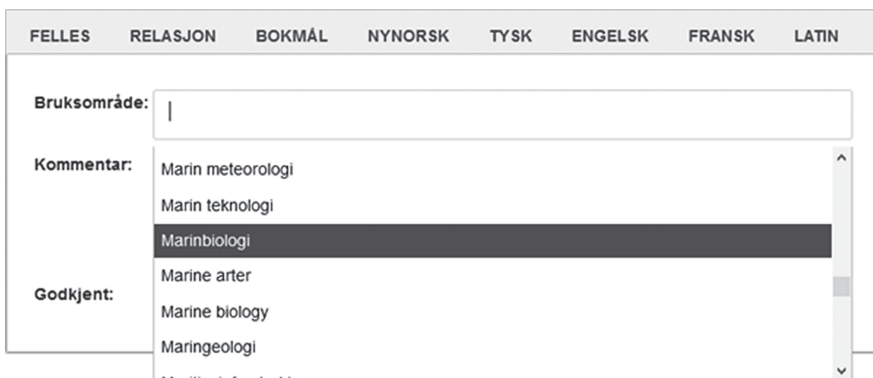 FELLES RELASJON BOKMÅL NYNORSK TYSK ENGELSK FRANSK LATIN
Bruksområde:
Kommentar:
Marin meteorologi
Marin teknologi
Marinbiologi
Marine arter
Godkjent:
Marine biology
Maringeologi